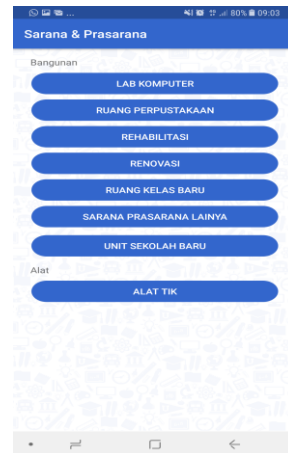 ... 80% 09:03
Sarana & Prasarana
Bangunan
LAB KOMPUTER
RUANG PERPUSTAKAAN
REHABILITASI
RENOVASI
RUANG KELAS BARU
SARANA PRASARANA LAINYA
UNIT SEKOLAH BARU
Alat
ALAT TIK